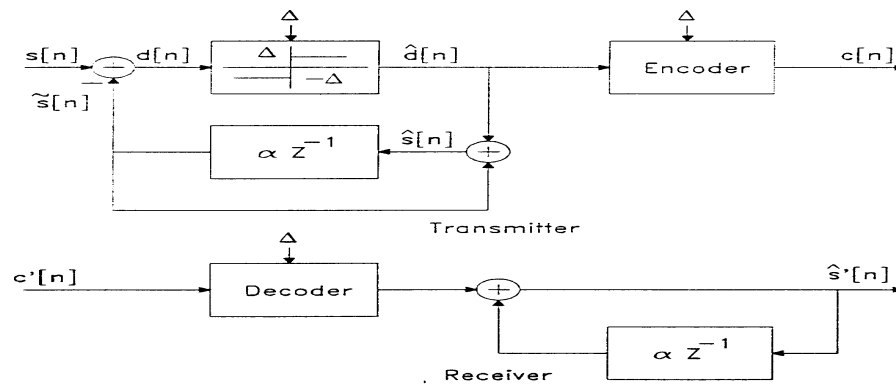 Δ Δ
s[n] d[n] Δ -Δ d̂[n] Encoder c[n]
s̃[n]
α Z⁻¹ ŝ[n]
Transmitter
Δ
c'[n] Decoder ŝ'[n]
α Z⁻¹
Receiver